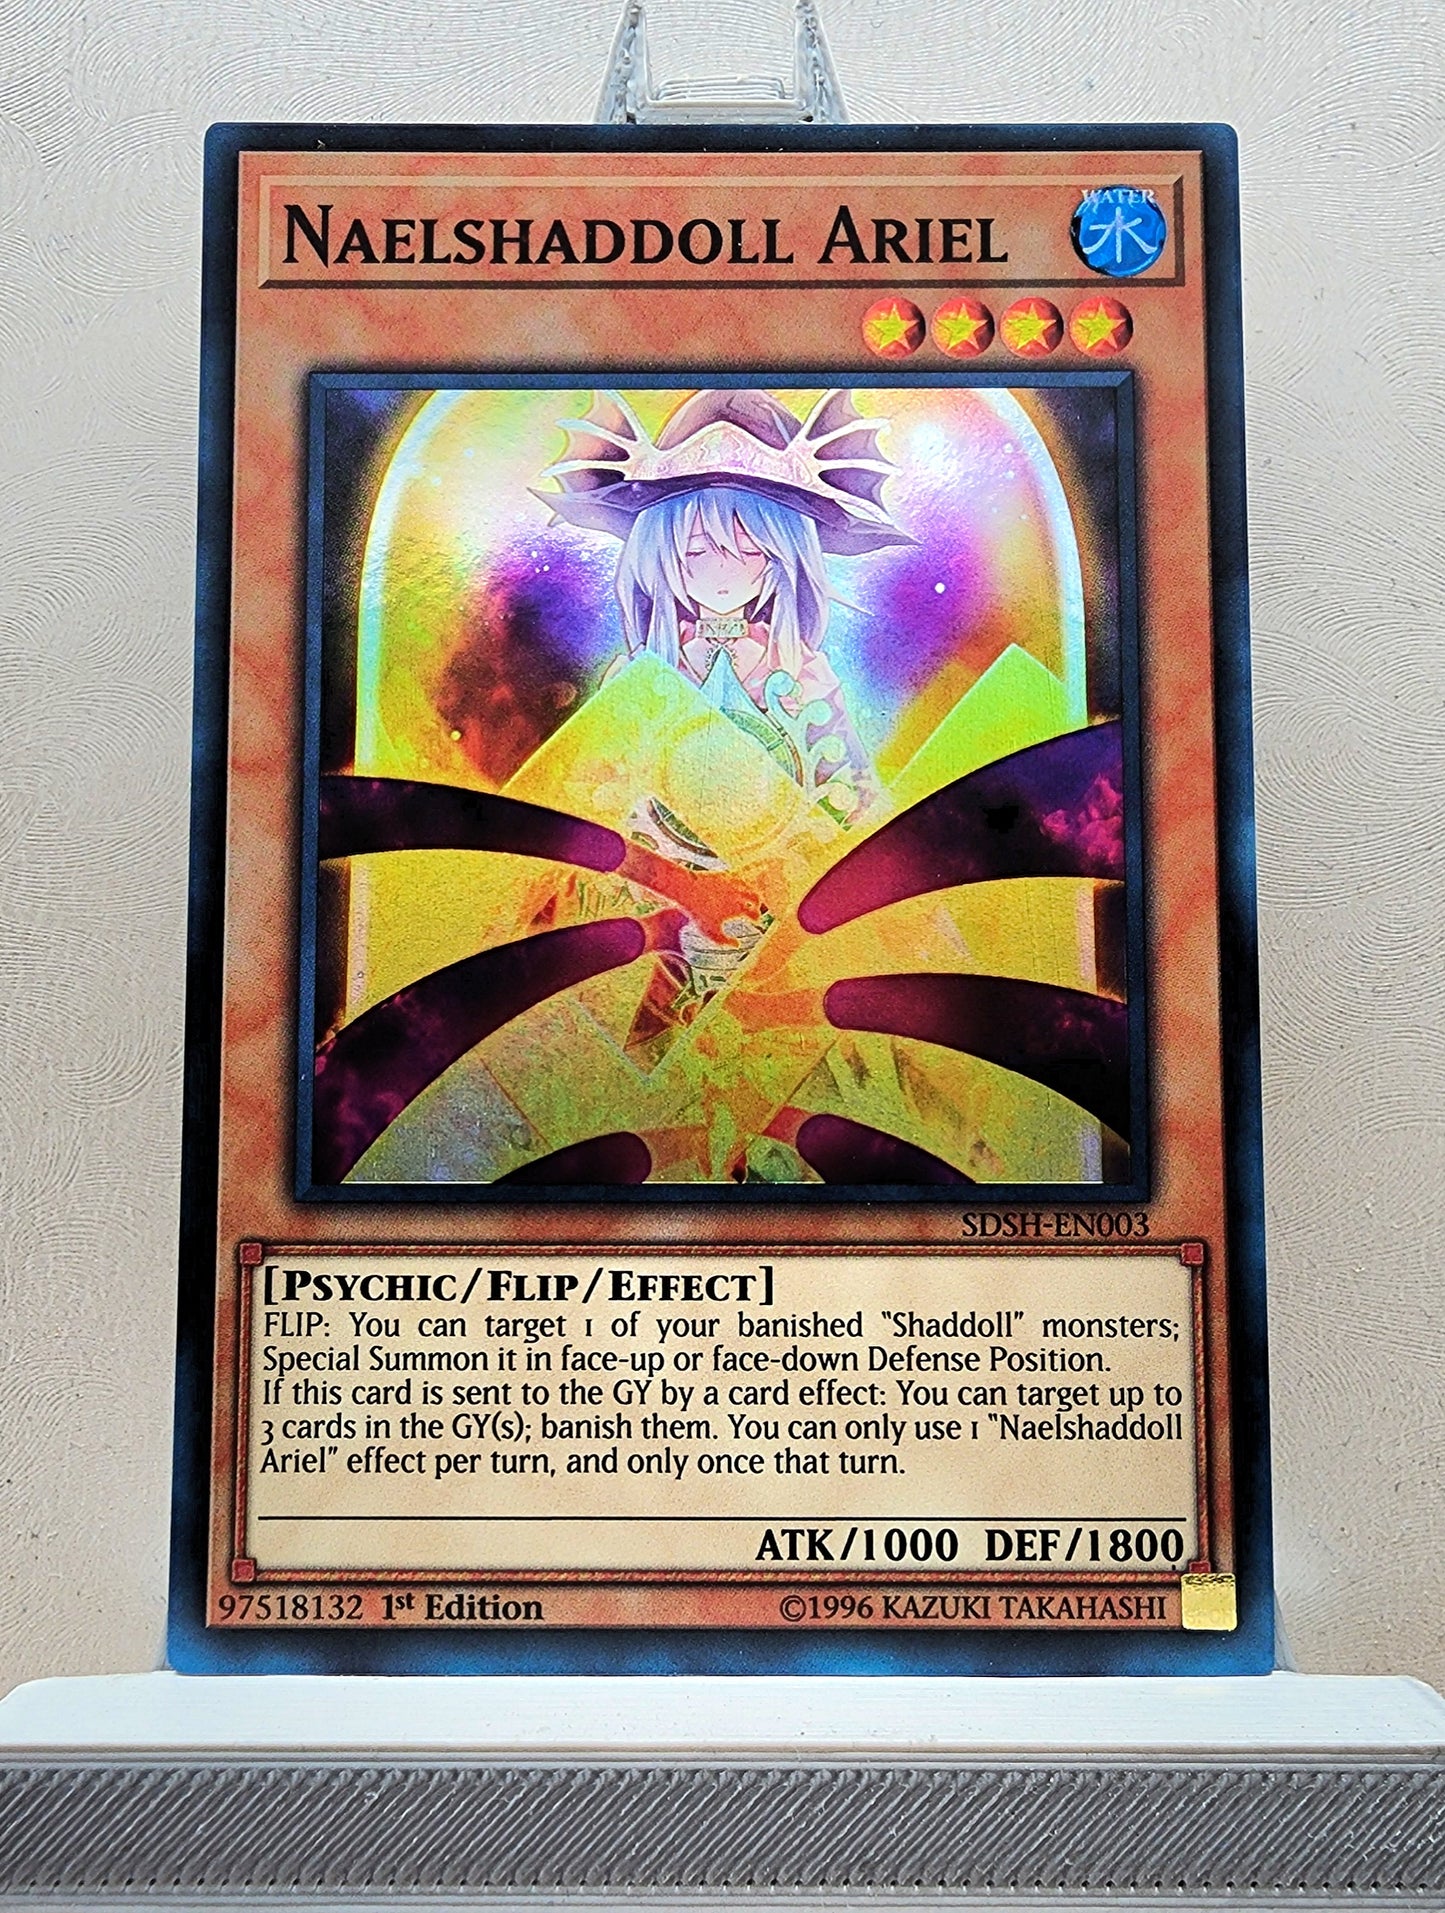 NAELSHADDOLL ARIEL
WATER
水
SDSH-EN003
[PSYCHIC/FLIP/EFFECT]
FLIP: You can target 1 of your banished "Shaddoll" monsters;
Special Summon it in face-up or face-down Defense Position.
If this card is sent to the GY by a card effect: You can target up to
3 cards in the GY(s); banish them. You can only use 1 "Naelshaddoll
Ariel" effect per turn, and only once that turn.
ATK/1000 DEF/1800
97518132 1st Edition ©1996 KAZUKI TAKAHASHI